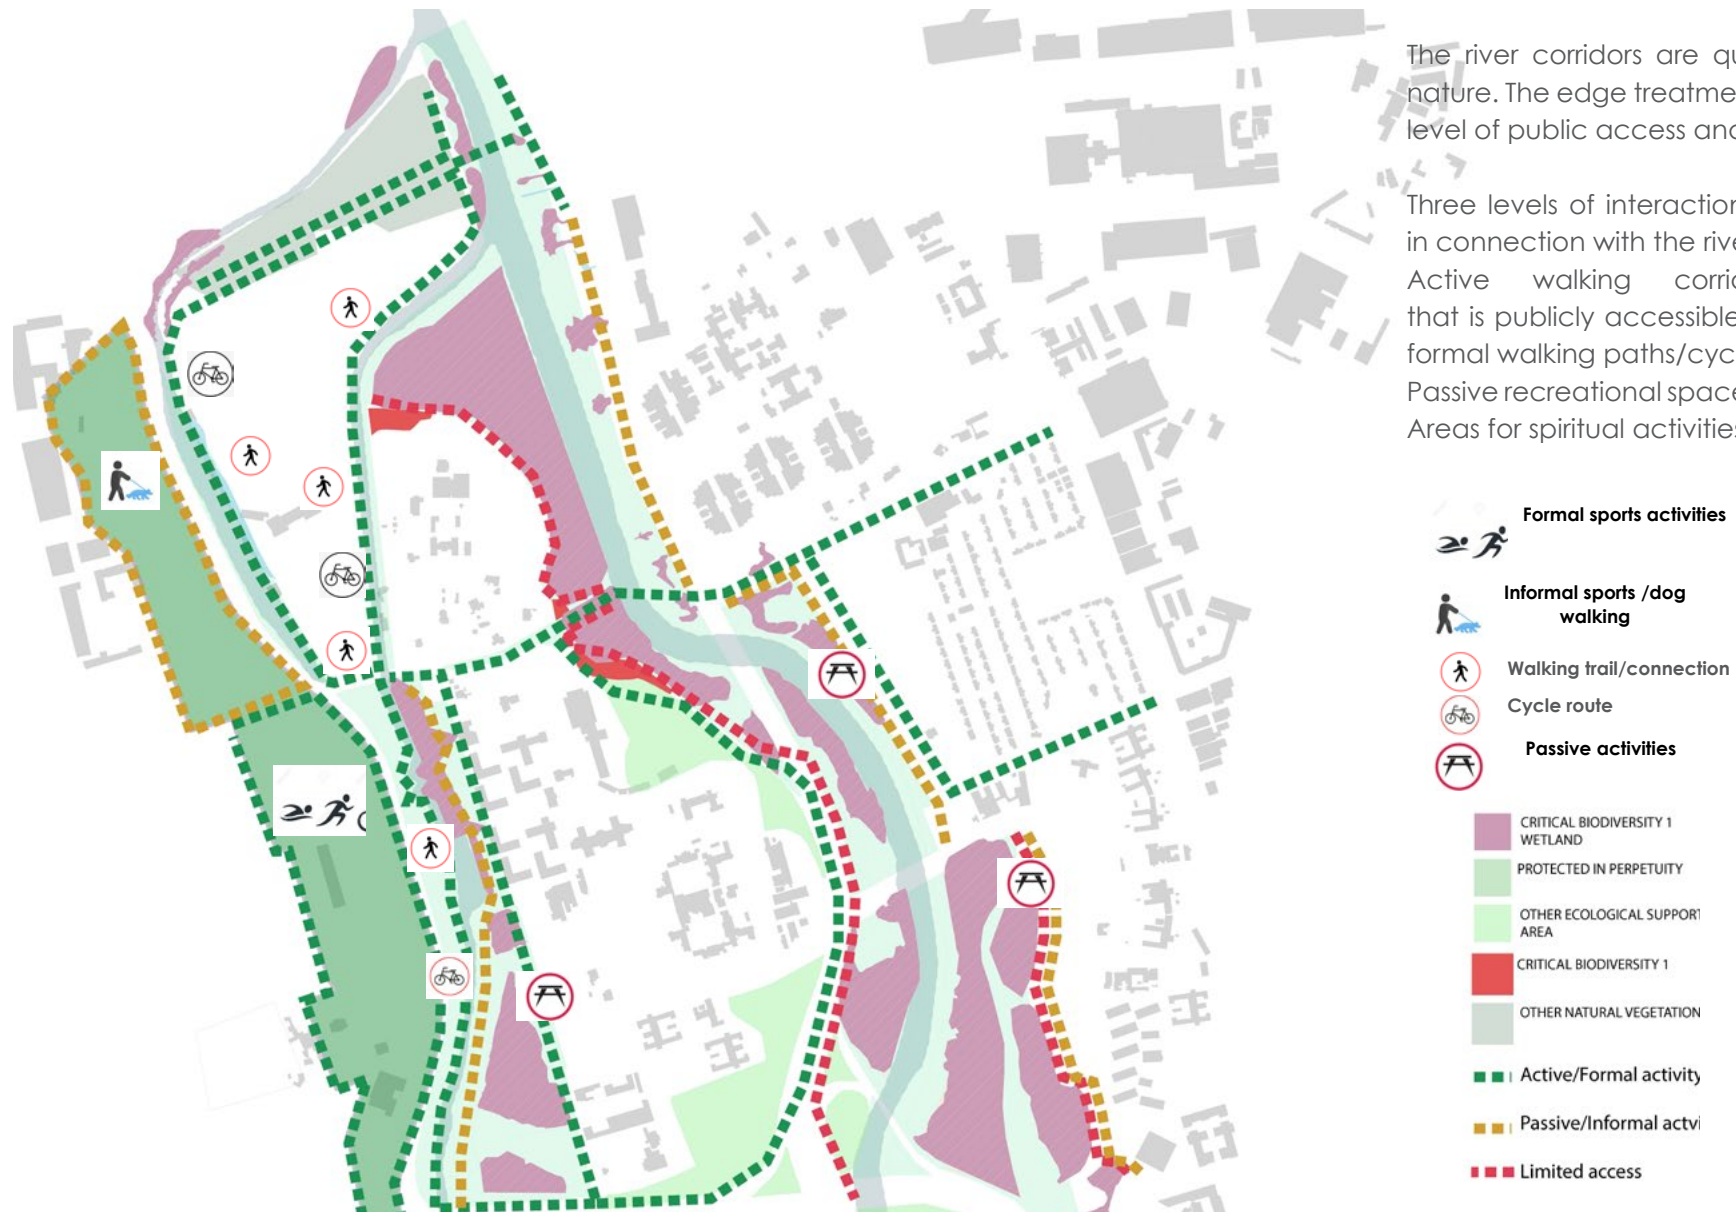 The river corridors are qu
nature. The edge treatme
level of public access and
Three levels of interaction
in connection with the rive
Active walking corrid
that is publicly accessible
formal walking paths/cyc
Passive recreational space
Areas for spiritual activities
Formal sports activities
Informal sports /dog
walking
Walking trail/connection
Cycle route
Passive activities
CRITICAL BIODIVERSITY 1
WETLAND
PROTECTED IN PERPETUITY
OTHER ECOLOGICAL SUPPORT
AREA
CRITICAL BIODIVERSITY 1
OTHER NATURAL VEGETATION
Active/Formal activity
Passive/Informal actvi
Limited access